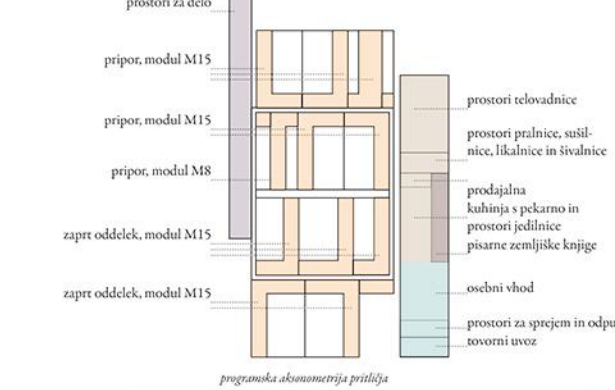 prostori za delo
pripor, modul M15
pripor, modul M15
pripor, modul M8
zaprt oddelek, modul M15
zaprt oddelek, modul M15
prostori telovadnice
prostori pralnice, sušil-
nice, likalnice in šivalnice
prodajalna
kuhinja s pekarno in
prostori jedilnice
pisarne zemljiške knjige
osebni vhod
prostori za sprejem in odpu
tovorni uvoz
programska aksonometrija pritličja